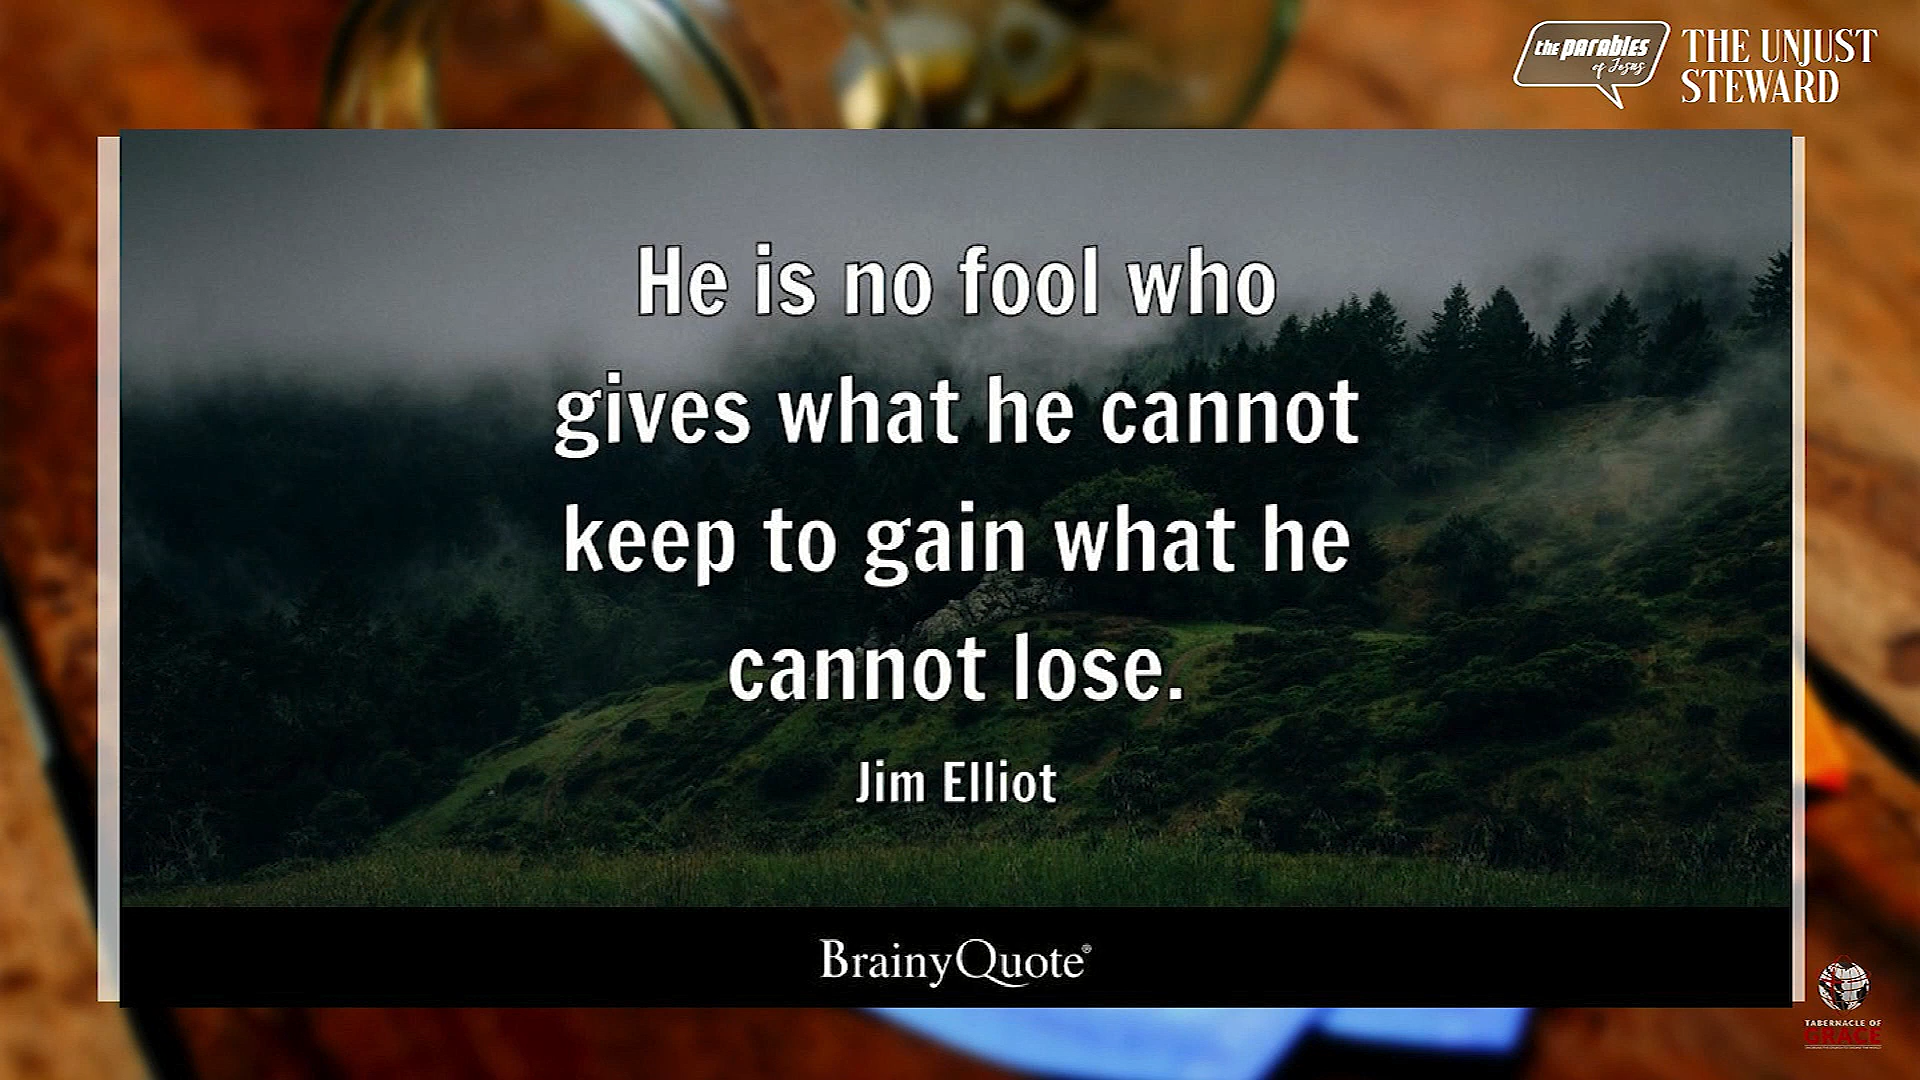 the parables
of Jesus
THE UNJUST
STEWARD
He is no fool who
gives what he cannot
keep to gain what he
cannot lose.
Jim Elliot
BrainyQuote®
TABERNACLE OF
GRACE